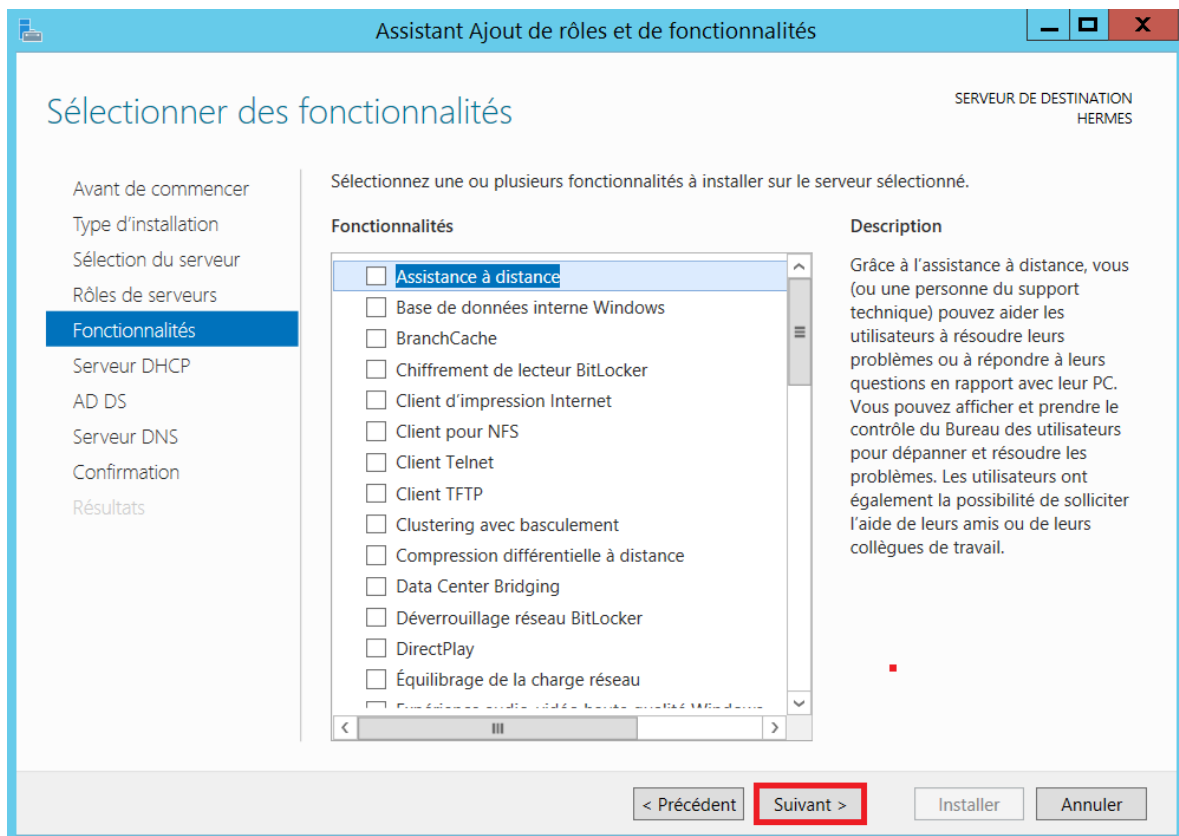 Assistant Ajout de rôles et de fonctionnalités
X
Sélectionner des fonctionnalités
SERVEUR DE DESTINATION
HERMES
Avant de commencer
Type d'installation
Sélection du serveur
Rôles de serveurs
Fonctionnalités
Serveur DHCP
AD DS
Serveur DNS
Confirmation
Résultats
Sélectionnez une ou plusieurs fonctionnalités à installer sur le serveur sélectionné.
Fonctionnalités
Assistance à distance
Base de données interne Windows
BranchCache
Chiffrement de lecteur BitLocker
Client d'impression Internet
Client pour NFS
Client Telnet
Client TFTP
Clustering avec basculement
Compression différentielle à distance
Data Center Bridging
Déverrouillage réseau BitLocker
DirectPlay
Équilibrage de la charge réseau
Expérience audio-vidéo haute qualité Windows
Description
Grâce à l'assistance à distance, vous
(ou une personne du support
technique) pouvez aider les
utilisateurs à résoudre leurs
problèmes ou à répondre à leurs
questions en rapport avec leur PC.
Vous pouvez afficher et prendre le
contrôle du Bureau des utilisateurs
pour dépanner et résoudre les
problèmes. Les utilisateurs ont
également la possibilité de solliciter
l'aide de leurs amis ou de leurs
collègues de travail.
< Précédent
Suivant >
Installer
Annuler